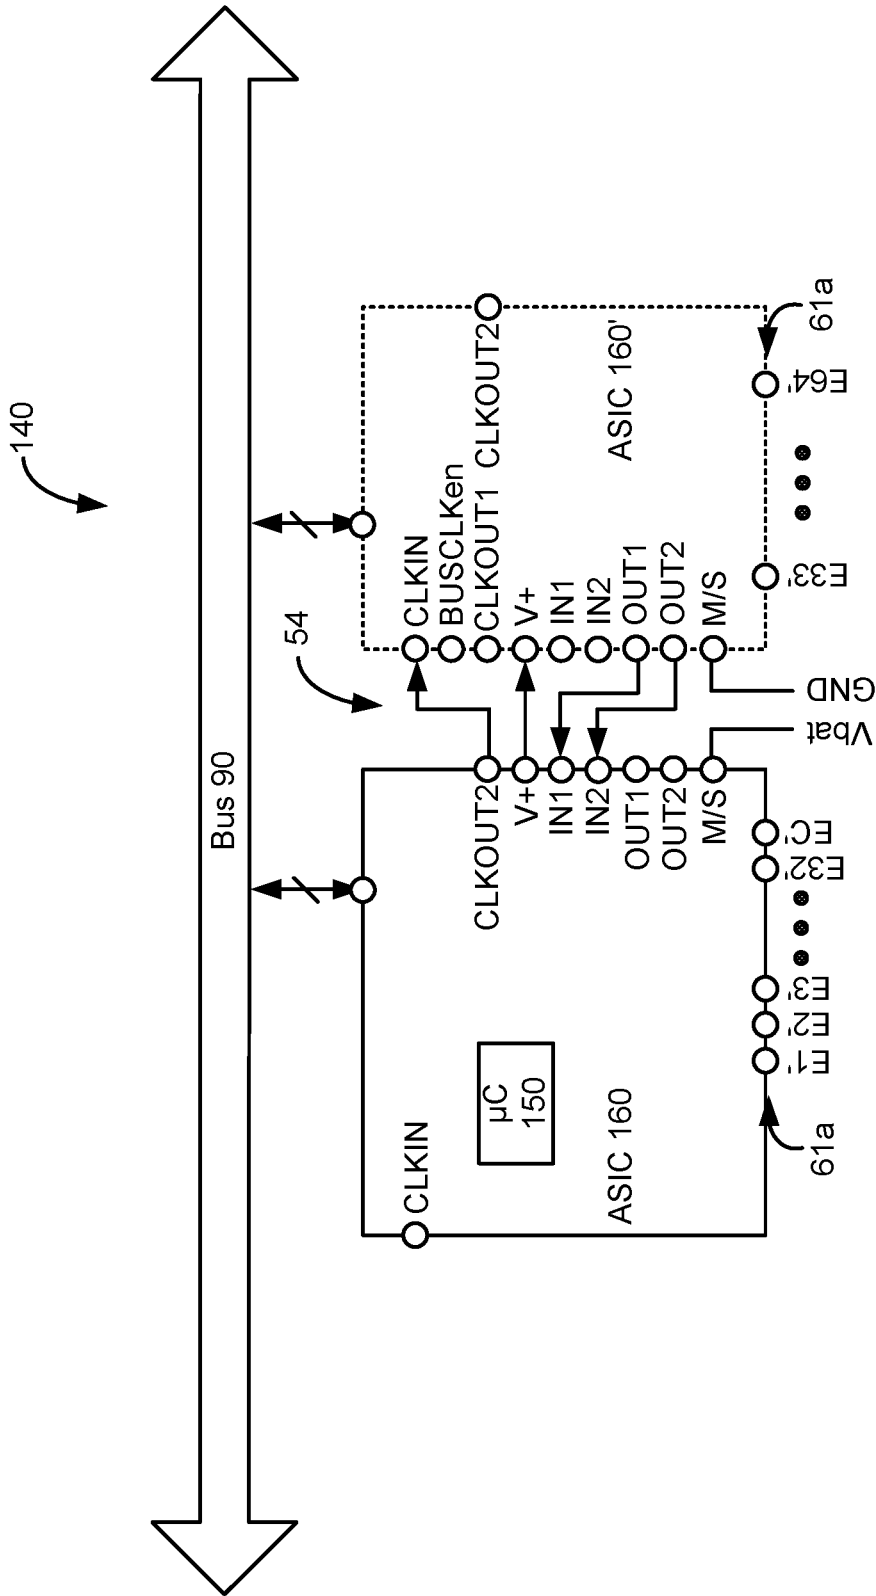 140
Bus 90
54
CLKIN
µC
150
ASIC 160
CLKOUT2
V+
IN1
IN2
OUT1
OUT2
M/S
E1'
E2'
E3'
E32'
EC'
61a
Vbat
GND
CLKIN
BUSCLKen
CLKOUT1
CLKOUT2
V+
IN1
IN2
OUT1
OUT2
M/S
ASIC 160'
E33'
E64'
61a